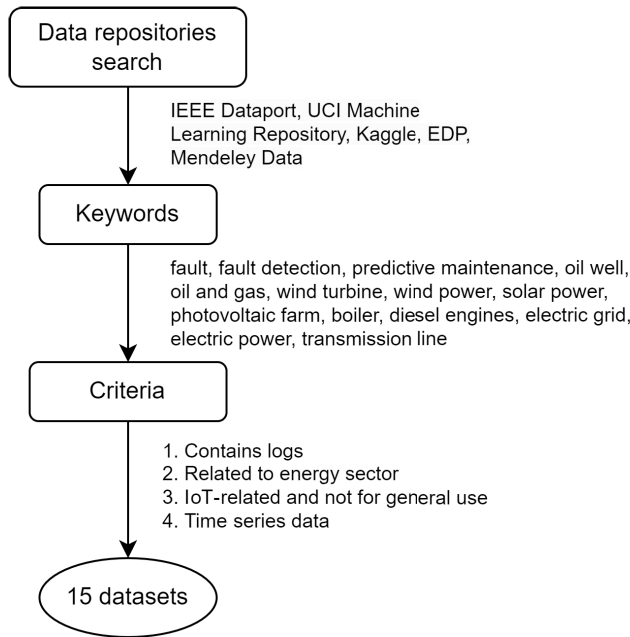 Data repositories
search
IEEE Dataport, UCI Machine
Learning Repository, Kaggle, EDP,
Mendeley Data
Keywords
fault, fault detection, predictive maintenance, oil well,
oil and gas, wind turbine, wind power, solar power,
photovoltaic farm, boiler, diesel engines, electric grid,
electric power, transmission line
Criteria
1. Contains logs
2. Related to energy sector
3. IoT-related and not for general use
4. Time series data
15 datasets